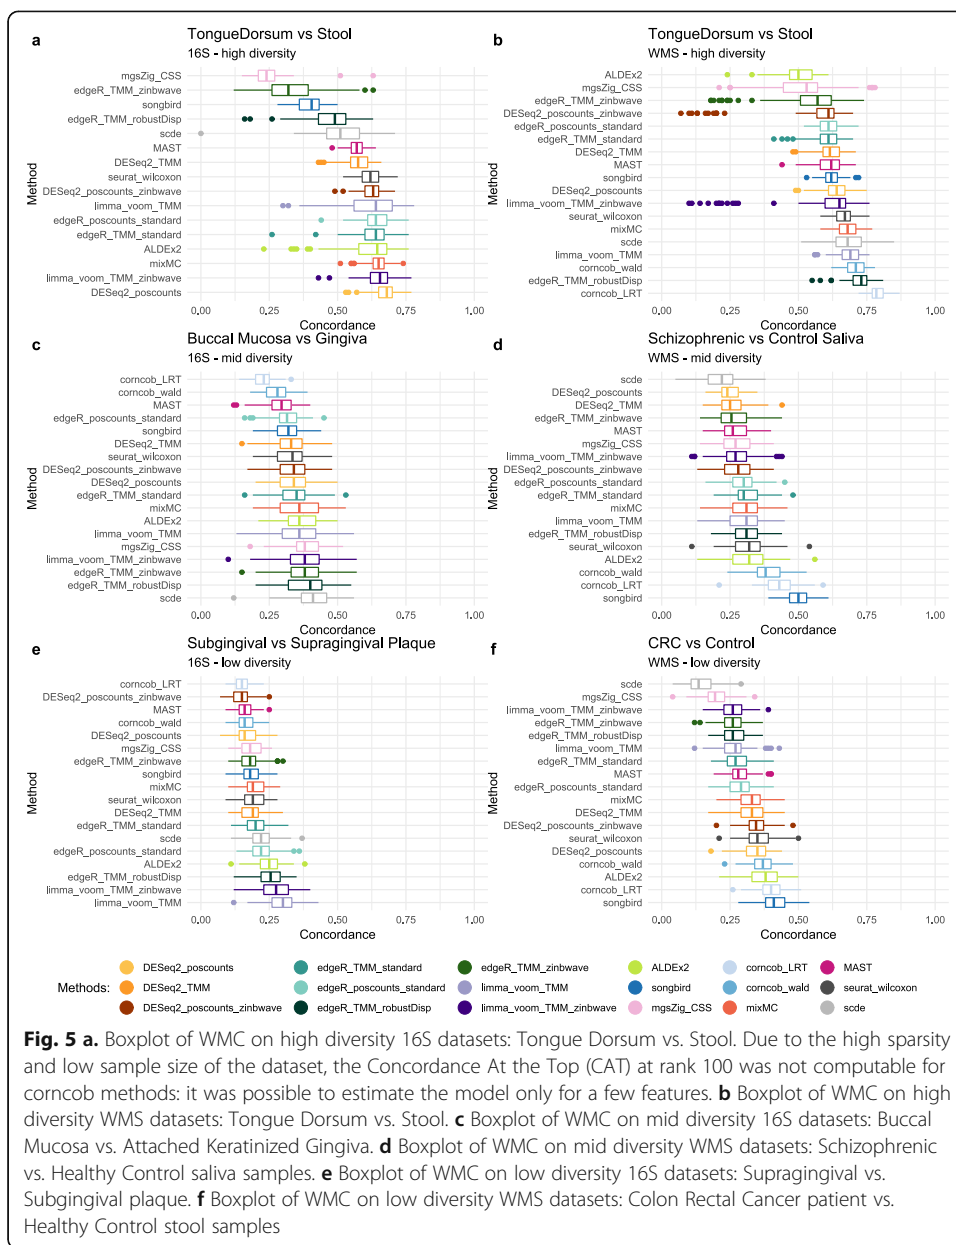 a
TongueDorsum vs Stool
16S - high diversity
Method
mgsZig_CSS
edgeR_TMM_zinbwave
songbird
edgeR_TMM_robustDisp
scde
MAST
DESeq2_TMM
seurat_wilcoxon
DESeq2_poscounts_zinbwave
limma_voom_TMM
edgeR_poscounts_standard
edgeR_TMM_standard
ALDEx2
mixMC
limma_voom_TMM_zinbwave
DESeq2_poscounts
0.00 0.25 0.50 0.75 1.00
Concordance
b
TongueDorsum vs Stool
WMS - high diversity
Method
ALDEx2
mgsZig_CSS
edgeR_TMM_zinbwave
DESeq2_poscounts_zinbwave
edgeR_poscounts_standard
edgeR_TMM_standard
DESeq2_TMM
MAST
songbird
DESeq2_poscounts
limma_voom_TMM_zinbwave
seurat_wilcoxon
mixMC
scde
limma_voom_TMM
corncob_wald
edgeR_TMM_robustDisp
corncob_LRT
0.00 0.25 0.50 0.75 1.00
Concordance
c
Buccal Mucosa vs Gingiva
16S - mid diversity
Method
corncob_LRT
corncob_wald
MAST
edgeR_poscounts_standard
songbird
DESeq2_TMM
seurat_wilcoxon
DESeq2_poscounts_zinbwave
DESeq2_poscounts
edgeR_TMM_standard
mixMC
ALDEx2
limma_voom_TMM
mgsZig_CSS
limma_voom_TMM_zinbwave
edgeR_TMM_zinbwave
edgeR_TMM_robustDisp
scde
0.00 0.25 0.50 0.75 1.00
Concordance
d
Schizophrenic vs Control Saliva
WMS - mid diversity
Method
scde
DESeq2_poscounts
DESeq2_TMM
edgeR_TMM_zinbwave
MAST
mgsZig_CSS
limma_voom_TMM_zinbwave
DESeq2_poscounts_zinbwave
edgeR_poscounts_standard
edgeR_TMM_standard
mixMC
limma_voom_TMM
edgeR_TMM_robustDisp
seurat_wilcoxon
ALDEx2
corncob_wald
corncob_LRT
songbird
0.00 0.25 0.50 0.75 1.00
Concordance
e
Subgingival vs Supragingival Plaque
16S - low diversity
Method
corncob_LRT
DESeq2_poscounts_zinbwave
MAST
corncob_wald
DESeq2_poscounts
mgsZig_CSS
edgeR_TMM_zinbwave
songbird
mixMC
seurat_wilcoxon
DESeq2_TMM
edgeR_TMM_standard
scde
edgeR_poscounts_standard
ALDEx2
edgeR_TMM_robustDisp
limma_voom_TMM_zinbwave
limma_voom_TMM
0.00 0.25 0.50 0.75 1.00
Concordance
f
CRC vs Control
WMS - low diversity
Method
scde
mgsZig_CSS
limma_voom_TMM_zinbwave
edgeR_TMM_zinbwave
edgeR_TMM_robustDisp
limma_voom_TMM
edgeR_TMM_standard
MAST
edgeR_poscounts_standard
mixMC
DESeq2_TMM
DESeq2_poscounts_zinbwave
seurat_wilcoxon
DESeq2_poscounts
corncob_wald
ALDEx2
corncob_LRT
songbird
0.00 0.25 0.50 0.75 1.00
Concordance
DESeq2_poscounts edgeR_TMM_standard edgeR_TMM_zinbwave ALDEx2 corncob_LRT MAST
Methods: DESeq2_TMM edgeR_poscounts_standard limma_voom_TMM songbird corncob_wald seurat_wilcoxon
DESeq2_poscounts_zinbwave edgeR_TMM_robustDisp limma_voom_TMM_zinbwave mgsZig_CSS mixMC scde
Fig. 5 a. Boxplot of WMC on high diversity 16S datasets: Tongue Dorsum vs. Stool. Due to the high sparsity
and low sample size of the dataset, the Concordance At the Top (CAT) at rank 100 was not computable for
corncob methods: it was possible to estimate the model only for a few features. b Boxplot of WMC on high
diversity WMS datasets: Tongue Dorsum vs. Stool. c Boxplot of WMC on mid diversity 16S datasets: Buccal
Mucosa vs. Attached Keratinized Gingiva. d Boxplot of WMC on mid diversity WMS datasets: Schizophrenic
vs. Healthy Control saliva samples. e Boxplot of WMC on low diversity 16S datasets: Supragingival vs.
Subgingival plaque. f Boxplot of WMC on low diversity WMS datasets: Colon Rectal Cancer patient vs.
Healthy Control stool samples